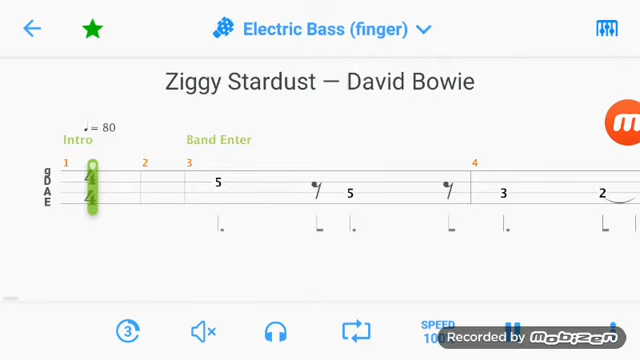 Electric Bass (finger)
Ziggy Stardust — David Bowie
♩= 80
Intro
Band Enter
1 2 3 4
g
D 4 5
A 4 5 3 2
E
3
SPEED
Recorded by mobizen